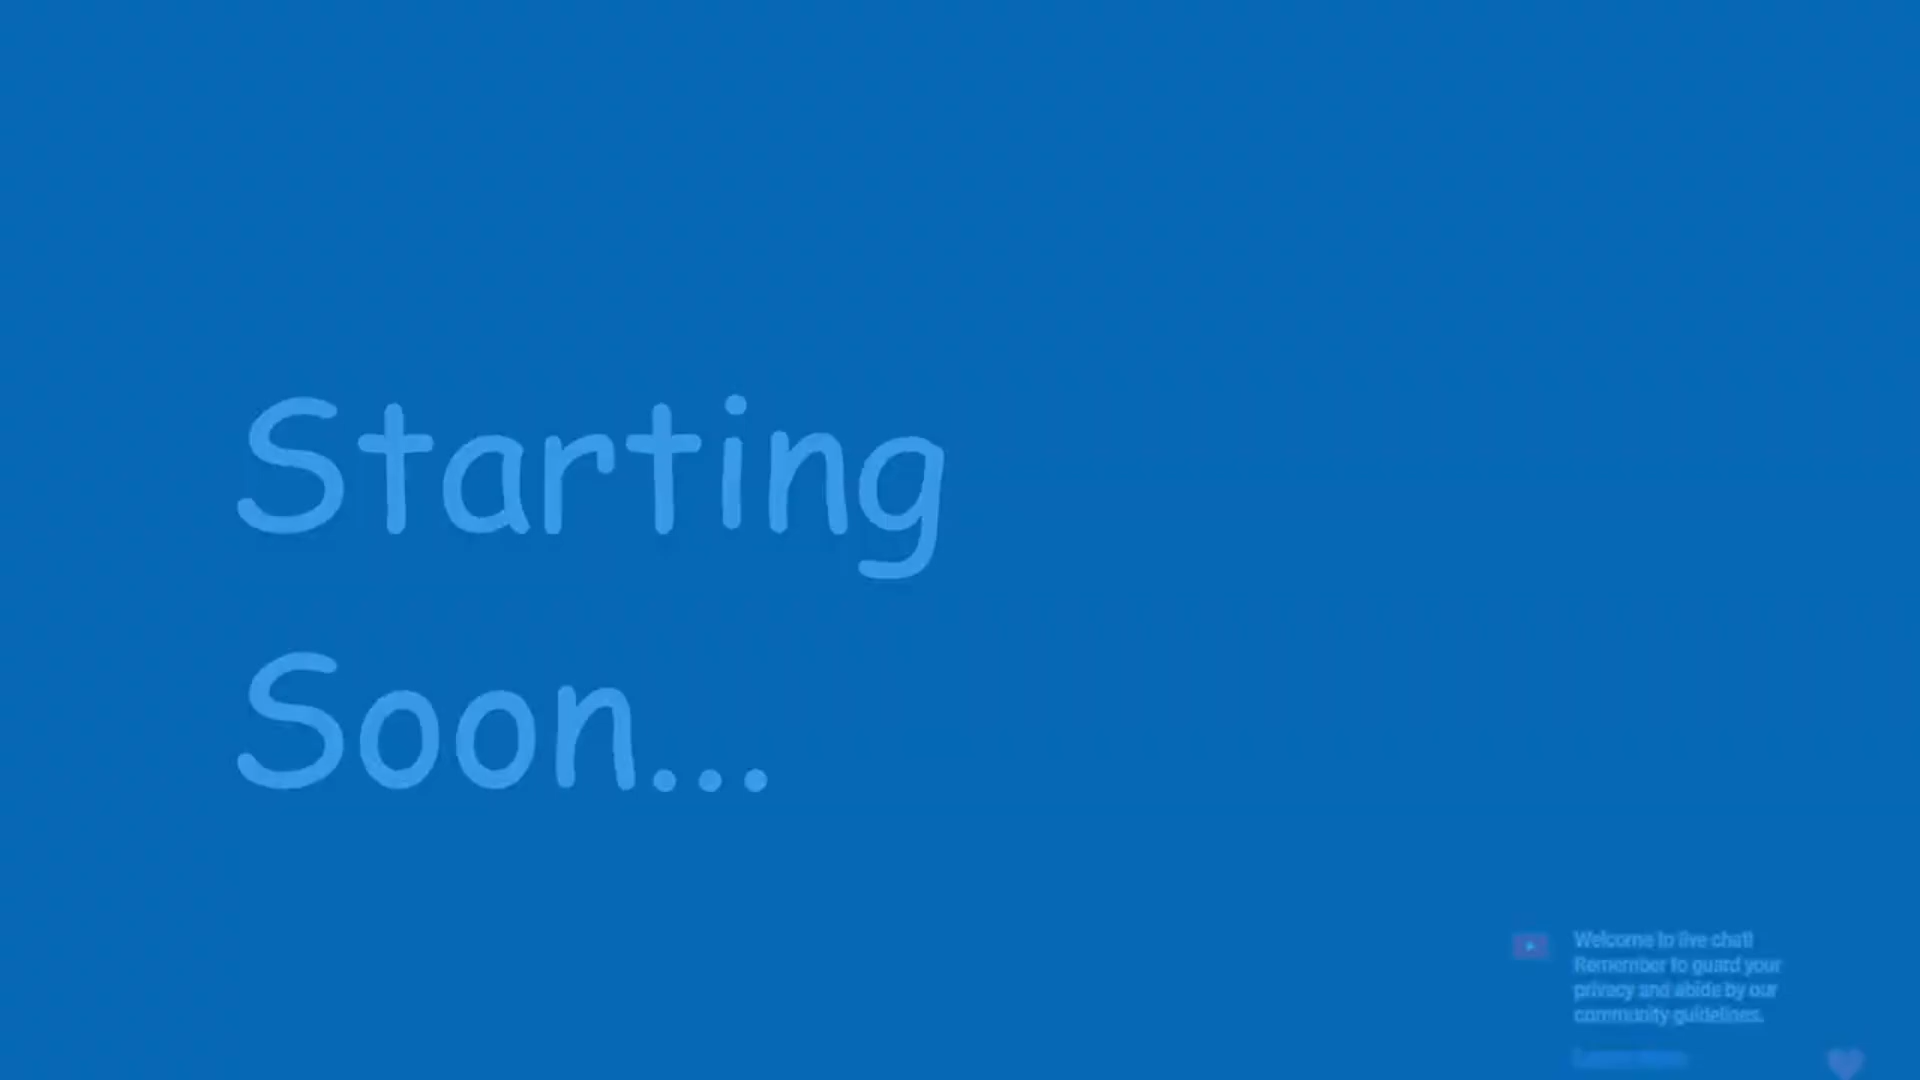 Starting
Soon...
Welcome to live chat!
Remember to guard your
privacy and abide by our
community guidelines.